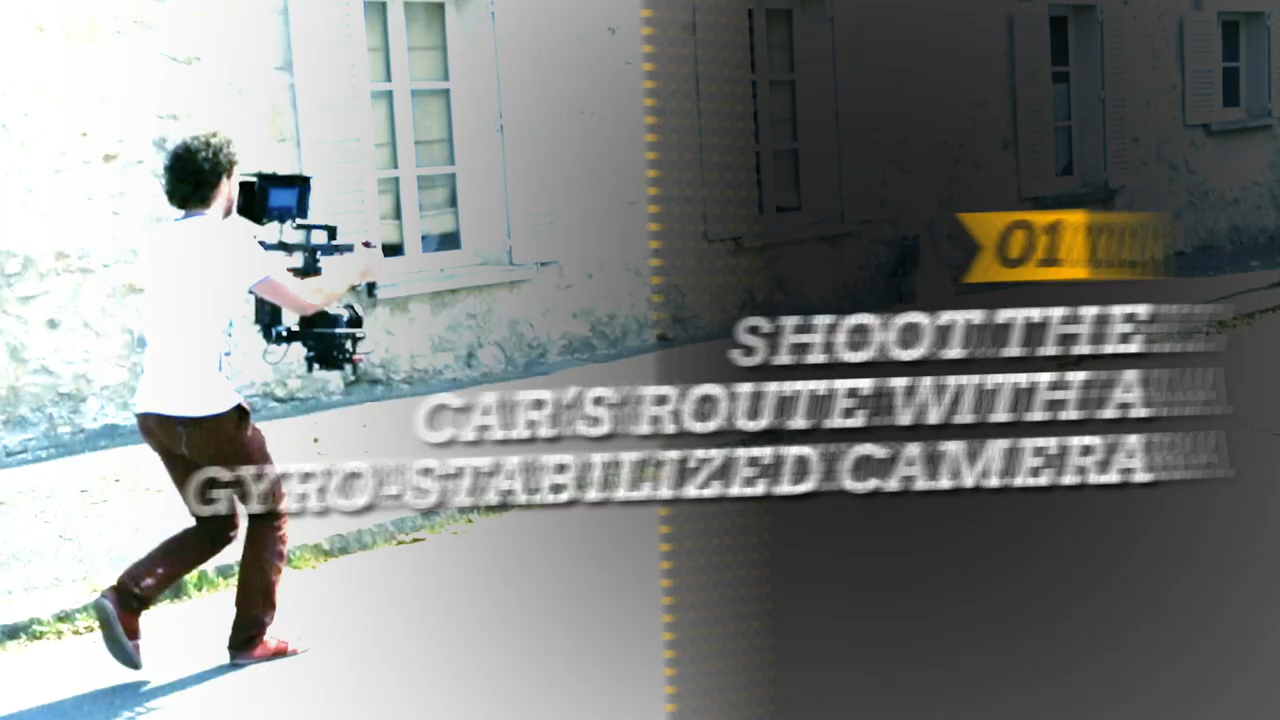 01
SHOOT THE
CAR'S ROUTE WITH A
GYRO-STABILIZED CAMERA